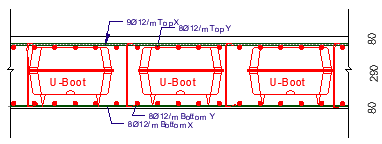 9Ø12/m Top X
8Ø12/m Top Y
80
U-Boot
U-Boot
U-Boot
290
8Ø12/m Bottom Y
8Ø12/m Bottom X
80